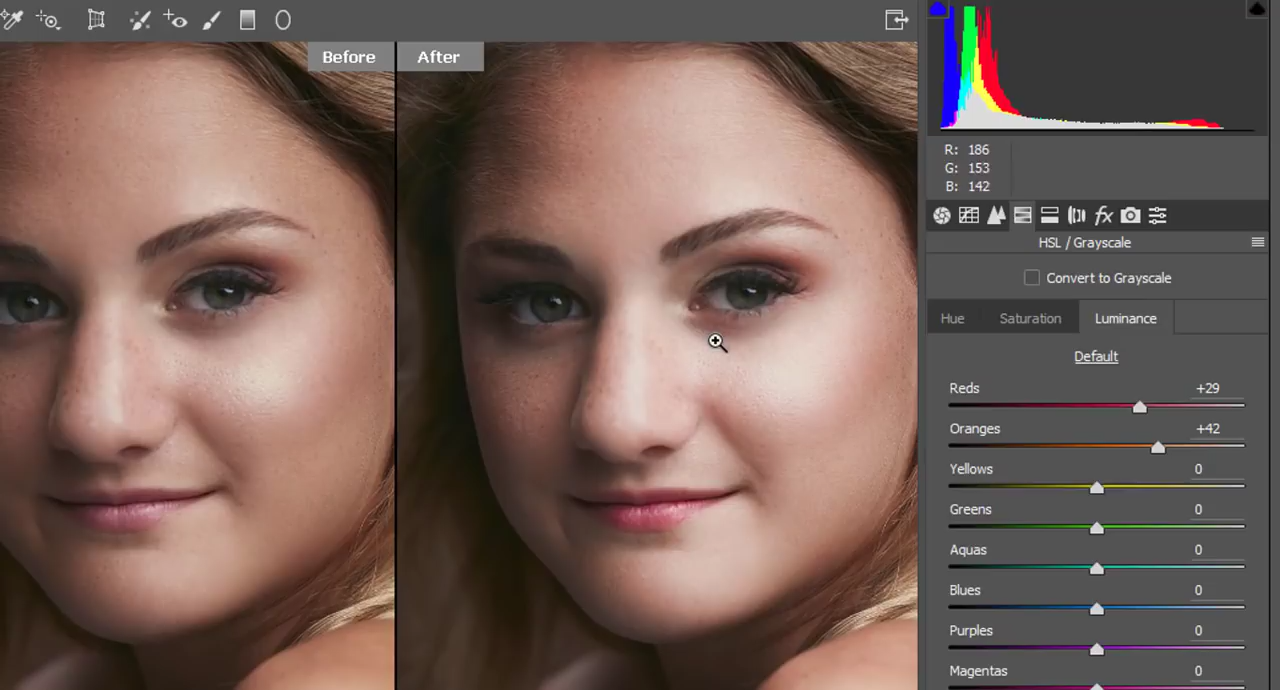 Before
After
R: 186
G: 153
B: 142
fx
HSL / Grayscale
Convert to Grayscale
Hue Saturation Luminance
Default
Reds +29
Oranges +42
Yellows 0
Greens 0
Aquas 0
Blues 0
Purples 0
Magentas 0